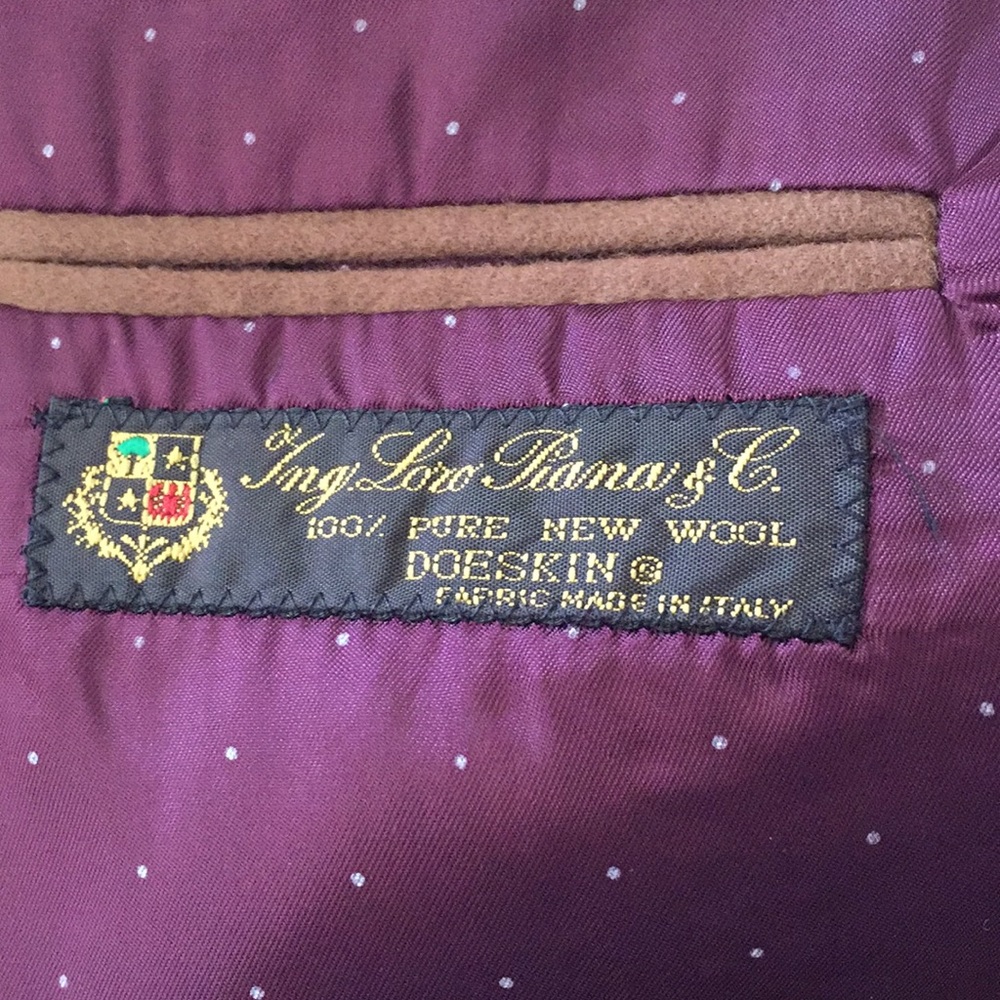 Ing. Loro Piana & C.
100% PURE NEW WOOL
DOESKIN ©
FABRIC MADE IN ITALY